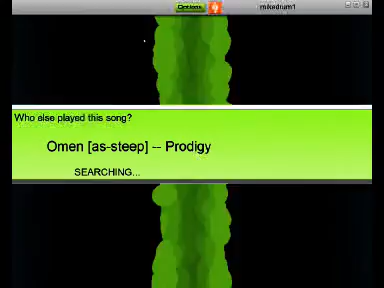 Options
mikedrum1
Who else played this song?
Omen [as-steep] -- Prodigy
SEARCHING...